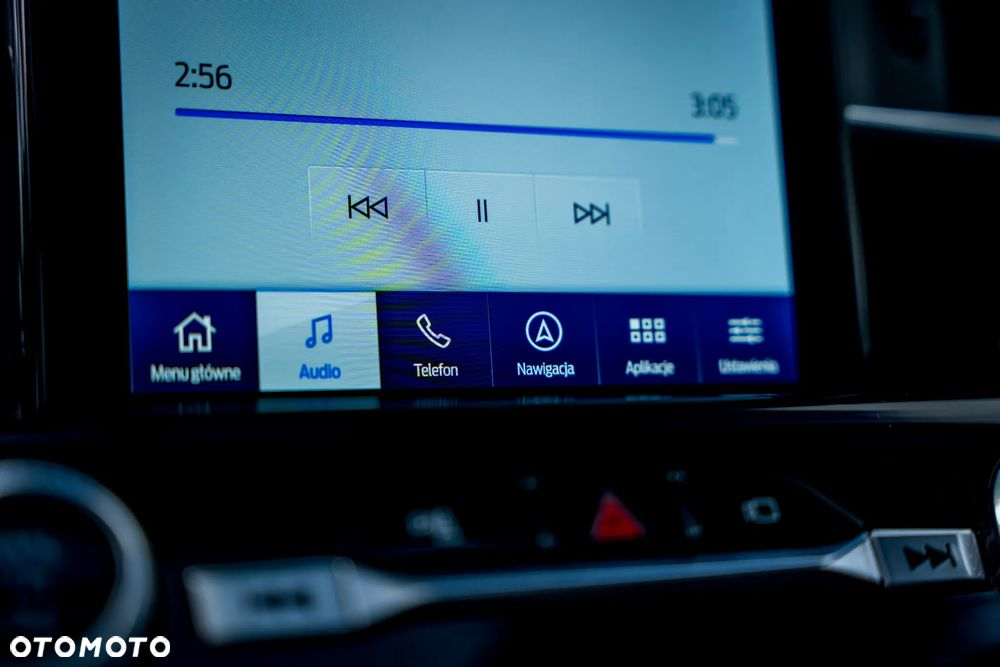 2:56
3:05
Menu główne
Audio
Telefon
Nawigacja
Aplikacje
Ustawienia
OTOMOTO